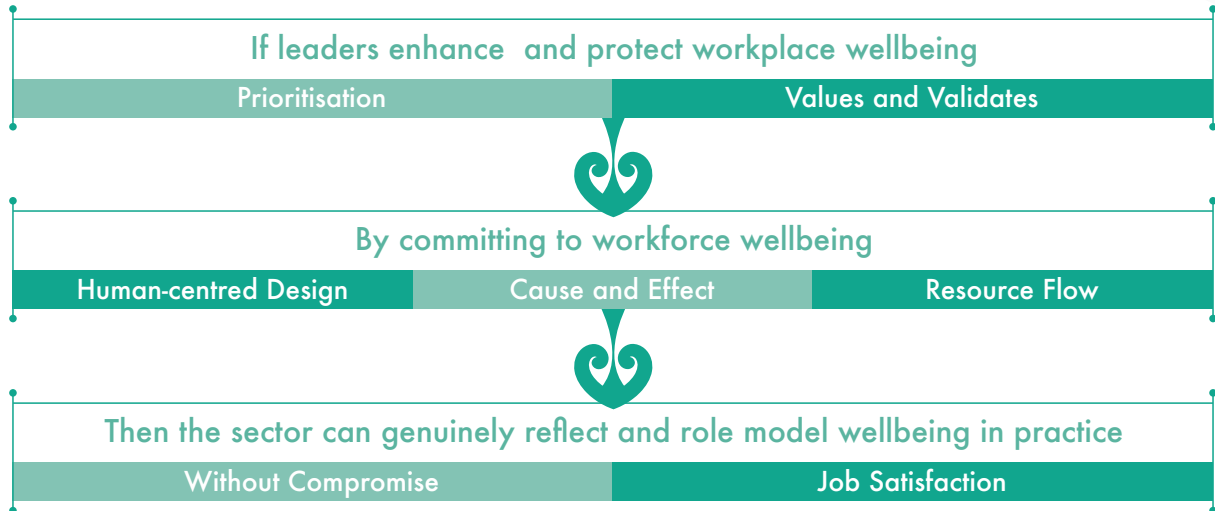 If leaders enhance  and protect workplace wellbeing
Prioritisation Values and Validates
By committing to workforce wellbeing
Human-centred Design Cause and Effect Resource Flow
Then the sector can genuinely reflect and role model wellbeing in practice
Without Compromise Job Satisfaction